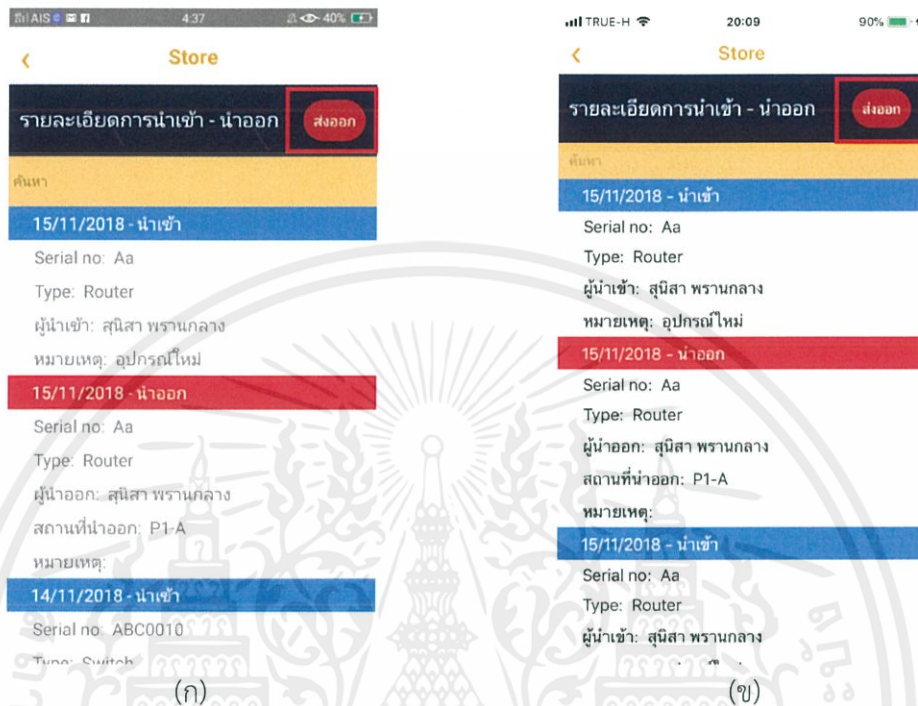 AIS 4:37 40%
Store
รายละเอียดการนำเข้า - นำออก ส่งออก
ค้นหา
15/11/2018 - นำเข้า
Serial no: Aa
Type: Router
ผู้นำเข้า: สุนิสา พรานกลาง
หมายเหตุ: อุปกรณ์ใหม่
15/11/2018 - นำออก
Serial no: Aa
Type: Router
ผู้นำออก: สุนิสา พรานกลาง
สถานที่นำออก: P1-A
หมายเหตุ:
14/11/2018 - นำเข้า
Serial no: ABC0010
Type: Switch
(ก)
TRUE-H 20:09 90%
Store
รายละเอียดการนำเข้า - นำออก ส่งออก
ค้นหา
15/11/2018 - นำเข้า
Serial no: Aa
Type: Router
ผู้นำเข้า: สุนิสา พรานกลาง
หมายเหตุ: อุปกรณ์ใหม่
15/11/2018 - นำออก
Serial no: Aa
Type: Router
ผู้นำออก: สุนิสา พรานกลาง
สถานที่นำออก: P1-A
หมายเหตุ:
15/11/2018 - นำเข้า
Serial no: Aa
Type: Router
ผู้นำเข้า: สุนิสา พรานกลาง
(ข)